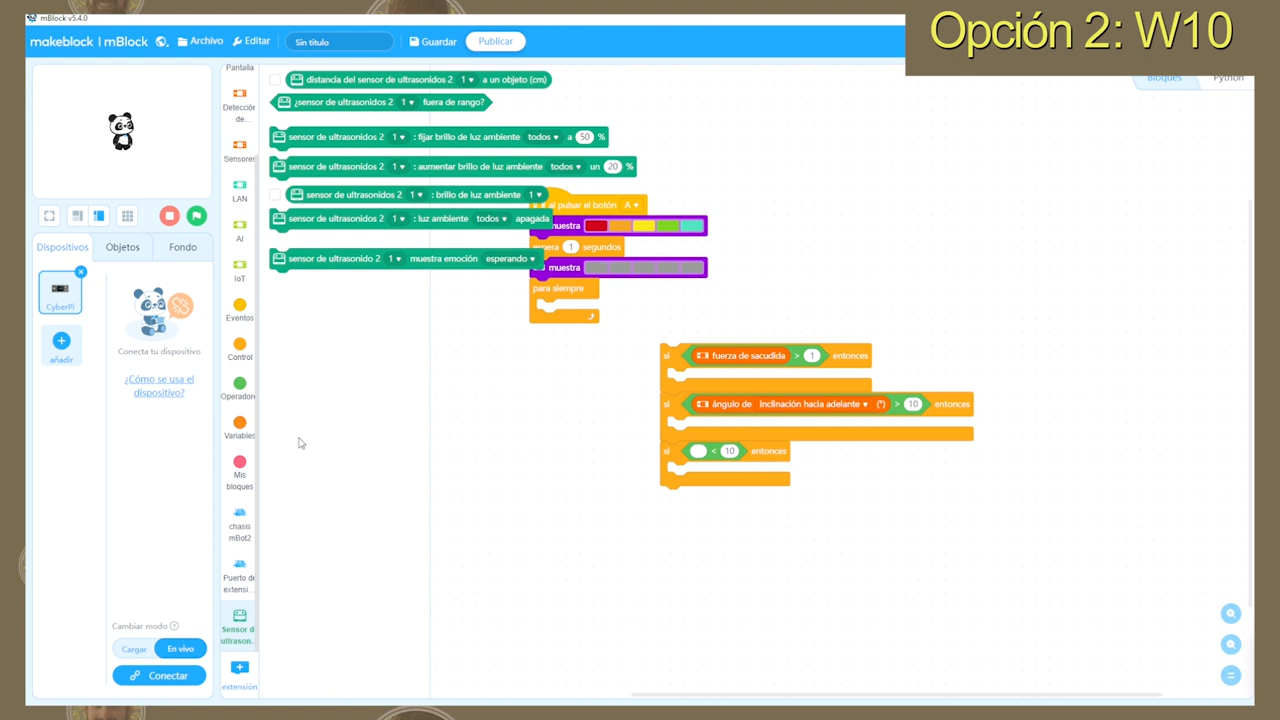 mBlock v5.4.0
Opción 2: W10
makeblock | mBlock
Archivo
Editar
Sin título
Guardar
Publicar
Bloques
Python
Pantalla
Detección de...
Sensores
LAN
AI
IoT
Eventos
Control
Operadore
Variables
Mis bloques
chasis mBot2
Puerto de extensi...
Sensor de ultrason...
extensión
distancia del sensor de ultrasonidos 2 1 a un objeto (cm)
¿sensor de ultrasonidos 2 1 fuera de rango?
sensor de ultrasonidos 2 1 : fijar brillo de luz ambiente todos a 50 %
sensor de ultrasonidos 2 1 : aumentar brillo de luz ambiente todos un 20 %
sensor de ultrasonidos 2 1 : brillo de luz ambiente 1
sensor de ultrasonidos 2 1 : luz ambiente todos apagada
sensor de ultrasonido 2 1 muestra emoción esperando
al pulsar el botón A
muestra
espera 1 segundos
muestra
para siempre
si fuerza de sacudida > 1 entonces
si ángulo de inclinación hacia adelante (°) > 10 entonces
si < 10 entonces
Dispositivos
Objetos
Fondo
CyberPi
añadir
Conecta tu dispositivo
¿Cómo se usa el dispositivo?
Cambiar modo
Cargar
En vivo
Conectar